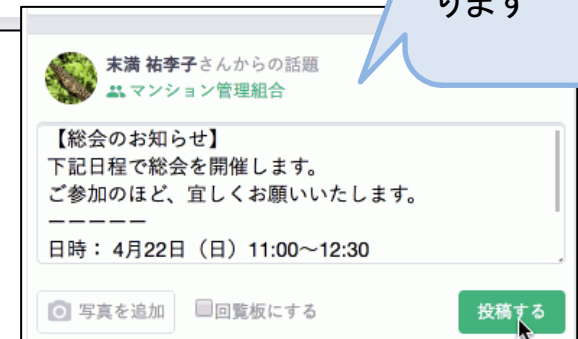 ります
末満 祐李子さんからの話題
マンション管理組合
【総会のお知らせ】
下記日程で総会を開催します。
ご参加のほど、宜しくお願いいたします。
ーーーーー
日時： 4月22日（日）11:00〜12:30
写真を追加
回覧板にする
投稿する